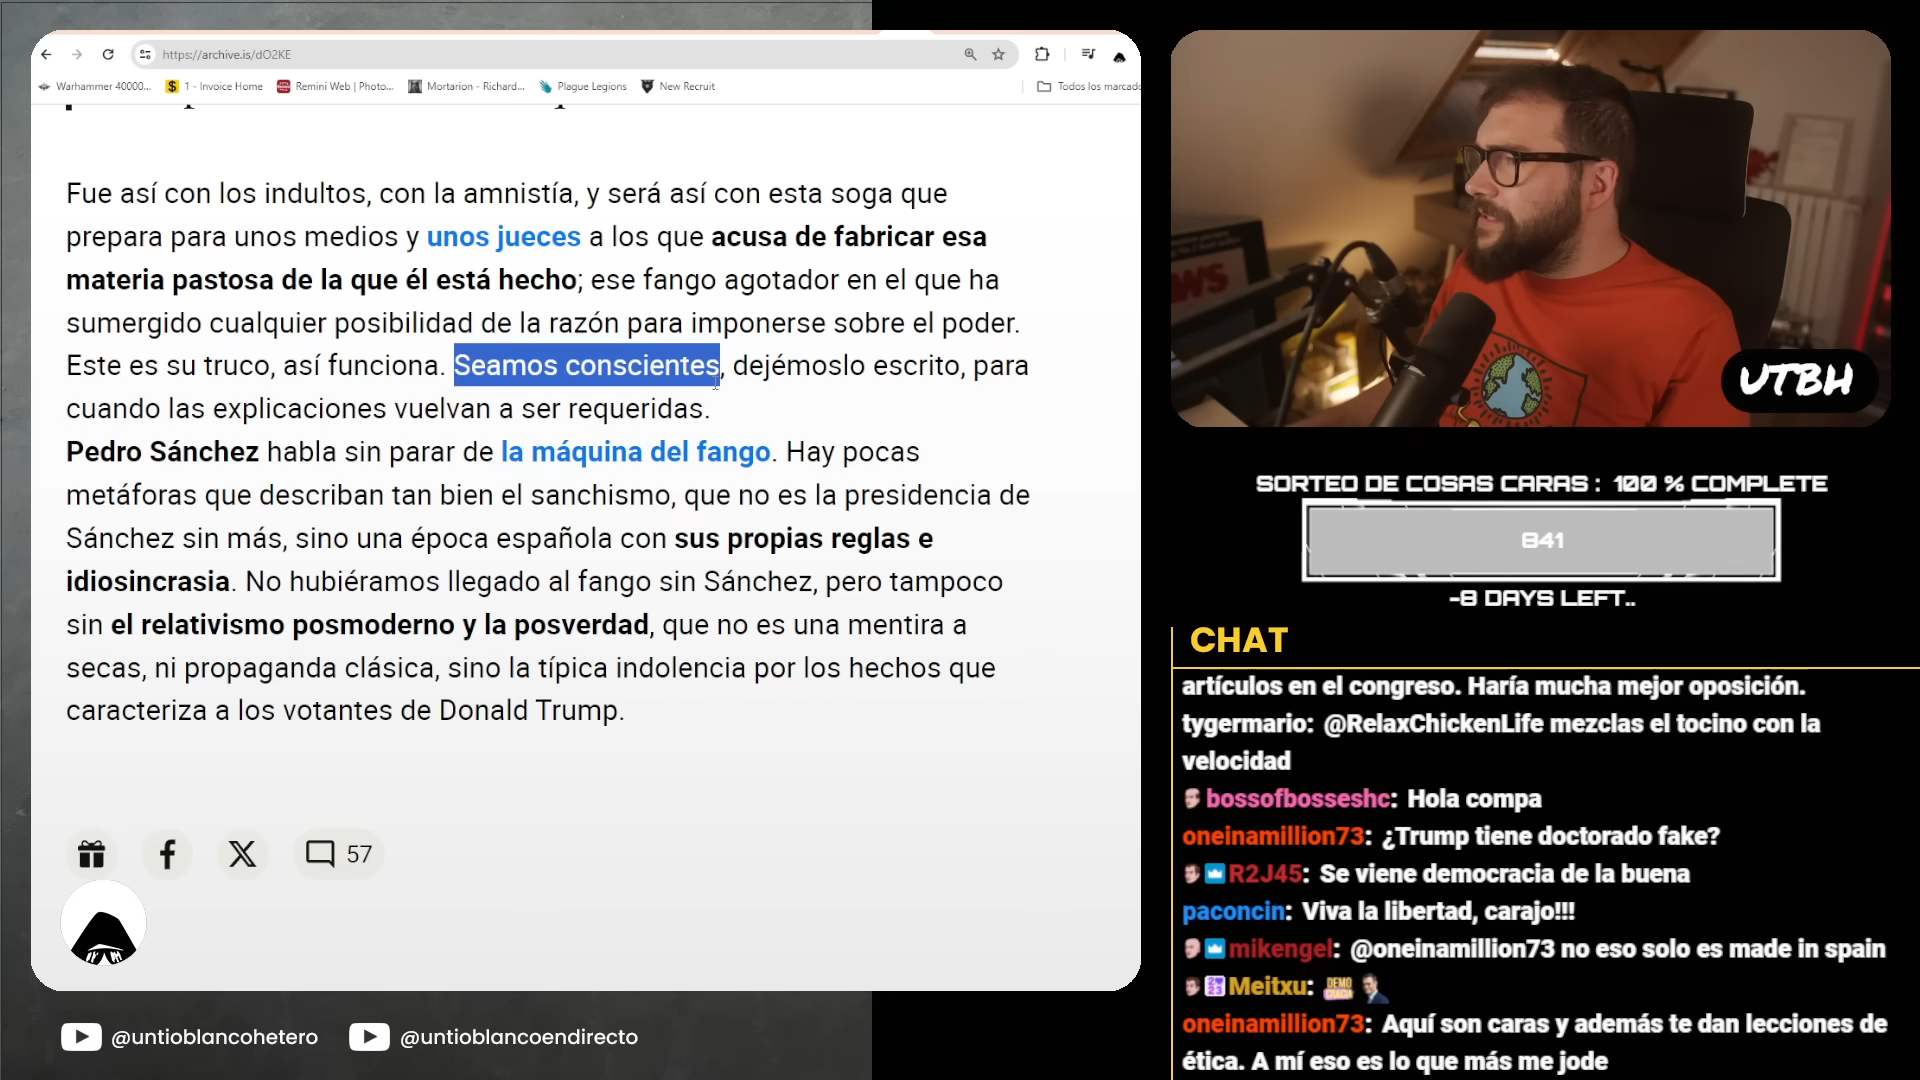 https://archive.is/dO2KE
Warhammer 40000...
1 - Invoice Home
Remini Web | Photo...
Mortarion - Richard...
Plague Legions
New Recruit
Todos los marcado
Fue así con los indultos, con la amnistía, y será así con esta soga que
prepara para unos medios y unos jueces a los que acusa de fabricar esa
materia pastosa de la que él está hecho; ese fango agotador en el que ha
sumergido cualquier posibilidad de la razón para imponerse sobre el poder.
Este es su truco, así funciona. Seamos conscientes, dejémoslo escrito, para
cuando las explicaciones vuelvan a ser requeridas.
Pedro Sánchez habla sin parar de la máquina del fango. Hay pocas
metáforas que describan tan bien el sanchismo, que no es la presidencia de
Sánchez sin más, sino una época española con sus propias reglas e
idiosincrasia. No hubiéramos llegado al fango sin Sánchez, pero tampoco
sin el relativismo posmoderno y la posverdad, que no es una mentira a
secas, ni propaganda clásica, sino la típica indolencia por los hechos que
caracteriza a los votantes de Donald Trump.
57
@untioblancohetero
@untioblancoendirecto
UTBH
SORTEO DE COSAS CARAS : 100 % COMPLETE
841
-8 DAYS LEFT..
CHAT
artículos en el congreso. Haría mucha mejor oposición.
tygermario: @RelaxChickenLife mezclas el tocino con la
velocidad
bossofbosseshc: Hola compa
oneinamillion73: ¿Trump tiene doctorado fake?
R2J45: Se viene democracia de la buena
paconcin: Viva la libertad, carajo!!!
mikengel: @oneinamillion73 no eso solo es made in spain
Meitxu: DEMO CRACIA
oneinamillion73: Aquí son caras y además te dan lecciones de
ética. A mí eso es lo que más me jode